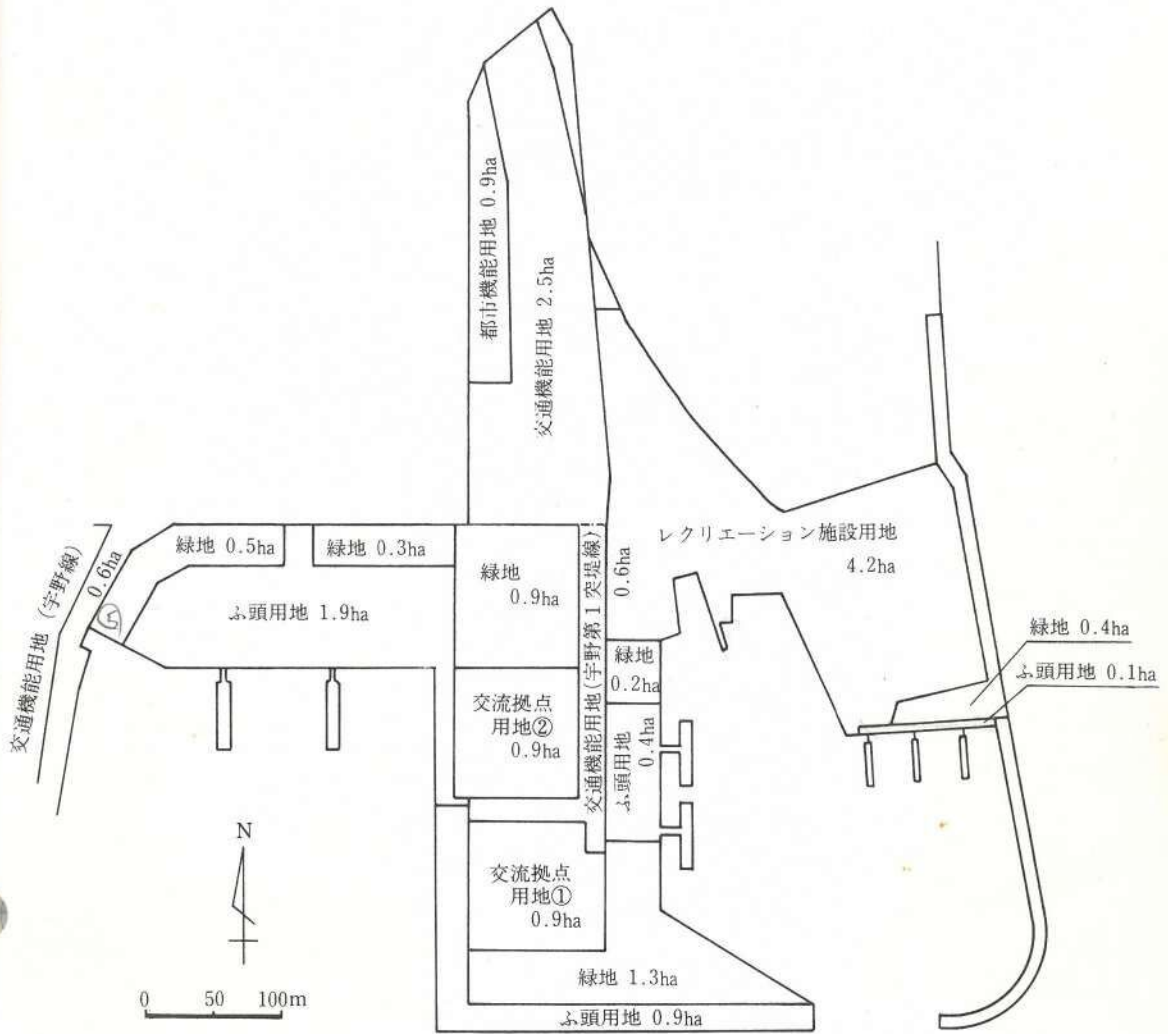 都市機能用地 0.9ha
交通機能用地 2.5ha
交通機能用地（宇野線）
0.6ha
緑地 0.5ha
緑地 0.3ha
ふ頭用地 1.9ha
緑地
0.9ha
交通機能用地（宇野第1突堤線）
0.6ha
レクリエーション施設用地
4.2ha
緑地 0.4ha
ふ頭用地 0.1ha
緑地
0.2ha
交流拠点
用地②
0.9ha
ふ頭用地
0.4ha
交流拠点
用地①
0.9ha
緑地 1.3ha
ふ頭用地 0.9ha
N
0 50 100m